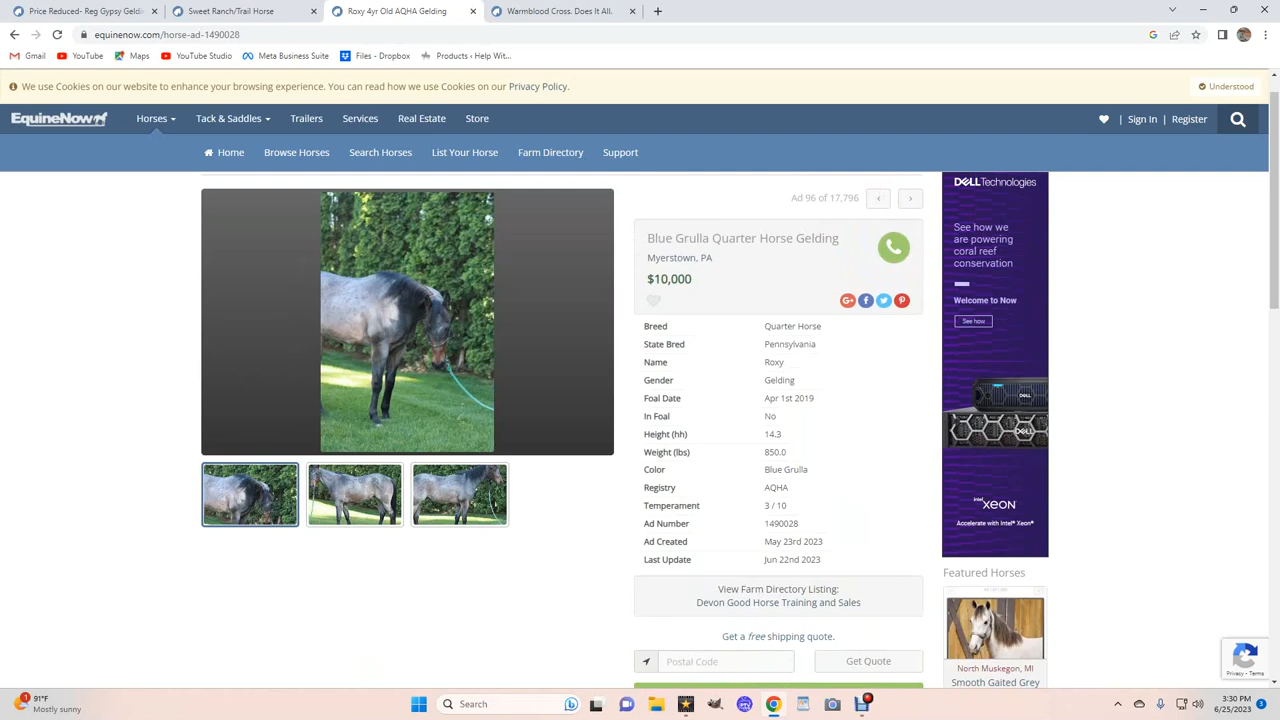 Price Reduced- Reg Gypsy Geldin
Sweet Ranch/Trail Horse
Roxy 4yr Old AQHA Gelding
Warmblood Cross. Does It All.
equinenow.com/horse-ad-1490028
Gmail
YouTube
Maps
YouTube Studio
Meta Business Suite
Files - Dropbox
Products ‹ Help Wit...
We use Cookies on our website to enhance your browsing experience. You can read how we use Cookies on our Privacy Policy.
Understood
EquineNow
Horses
Tack & Saddles
Trailers
Services
Real Estate
Store
| Sign In | Register
Home
Browse Horses
Search Horses
List Your Horse
Farm Directory
Support
Ad 96 of 17,796
Blue Grulla Quarter Horse Gelding
Myerstown, PA
$10,000
Breed Quarter Horse
State Bred Pennsylvania
Name Roxy
Gender Gelding
Foal Date Apr 1st 2019
In Foal No
Height (hh) 14.3
Weight (lbs) 850.0
Color Blue Grulla
Registry AQHA
Temperament 3 / 10
Ad Number 1490028
Ad Created May 23rd 2023
Last Update Jun 22nd 2023
View Farm Directory Listing:
Devon Good Horse Training and Sales
Get a free shipping quote.
Postal Code
Get Quote
DELLTechnologies
See how we
are powering
coral reef
conservation
Welcome to Now
See how
intel
XEON
Accelerate with Intel® Xeon®
Featured Horses
North Muskegon, MI
Smooth Gaited Grey
Privacy - Terms
91°F
Mostly sunny
Search
3:30 PM
6/25/2023
3